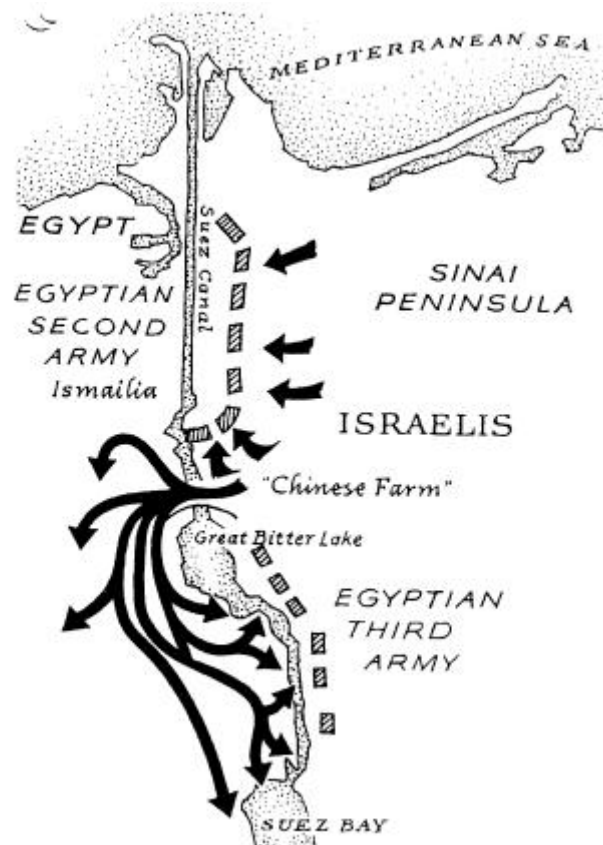 MEDITERRANEAN SEA
EGYPT
Suez Canal
SINAI
PENINSULA
EGYPTIAN
SECOND
ARMY
Ismailia
ISRAELIS
"Chinese Farm"
Great Bitter Lake
EGYPTIAN
THIRD
ARMY
SUEZ BAY